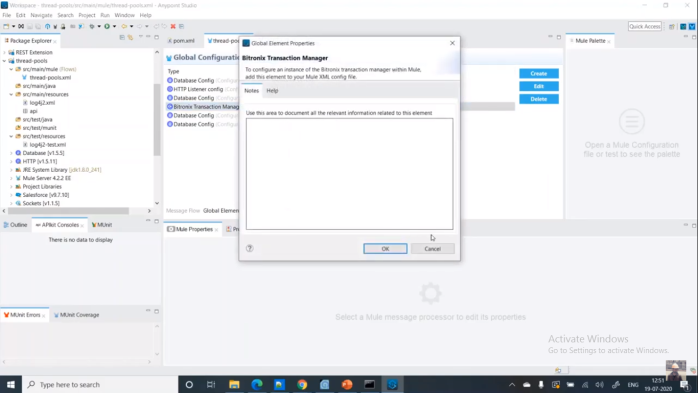 Workspace - thread-pools/src/main/mule/thread-pools.xml - Anypoint Studio
File Edit Navigate Search Project Run Window Help
Quick Access
Package Explorer
REST Extension
thread-pools
src/main/mule (Flows)
thread-pools.xml
src/main/java
src/main/resources
log4j2.xml
api
src/test/java
src/test/munit
src/test/resources
log4j2-test.xml
Database [v1.5.5]
HTTP [v1.5.11]
JRE System Library [jdk1.8.0_241]
Mule Server 4.2.2 EE
Project Libraries
Salesforce [v9.7.10]
Sockets [v1.1.5]
pom.xml
thread-po
Global Configuratio
Type
Database Config
HTTP Listener config
Database Config
Bitronix Transaction Manag
Database Config
Database Config
Message Flow Global Elemen
Create
Edit
Delete
Global Element Properties
Bitronix Transaction Manager
To configure an instance of the Bitronix transaction manager within Mule,
add this element to your Mule XML config file.
Notes Help
Use this area to document all the relevant information related to this element
OK Cancel
Mule Palette
Open a Mule Configuration
file or test to see the palette
Outline APIkit Consoles MUnit
There is no data to display
Mule Properties
Select a Mule message processor to edit its properties
MUnit Errors MUnit Coverage
Activate Windows
Go to Settings to activate Windows.
Type here to search
ENG
12:51
19-07-2020